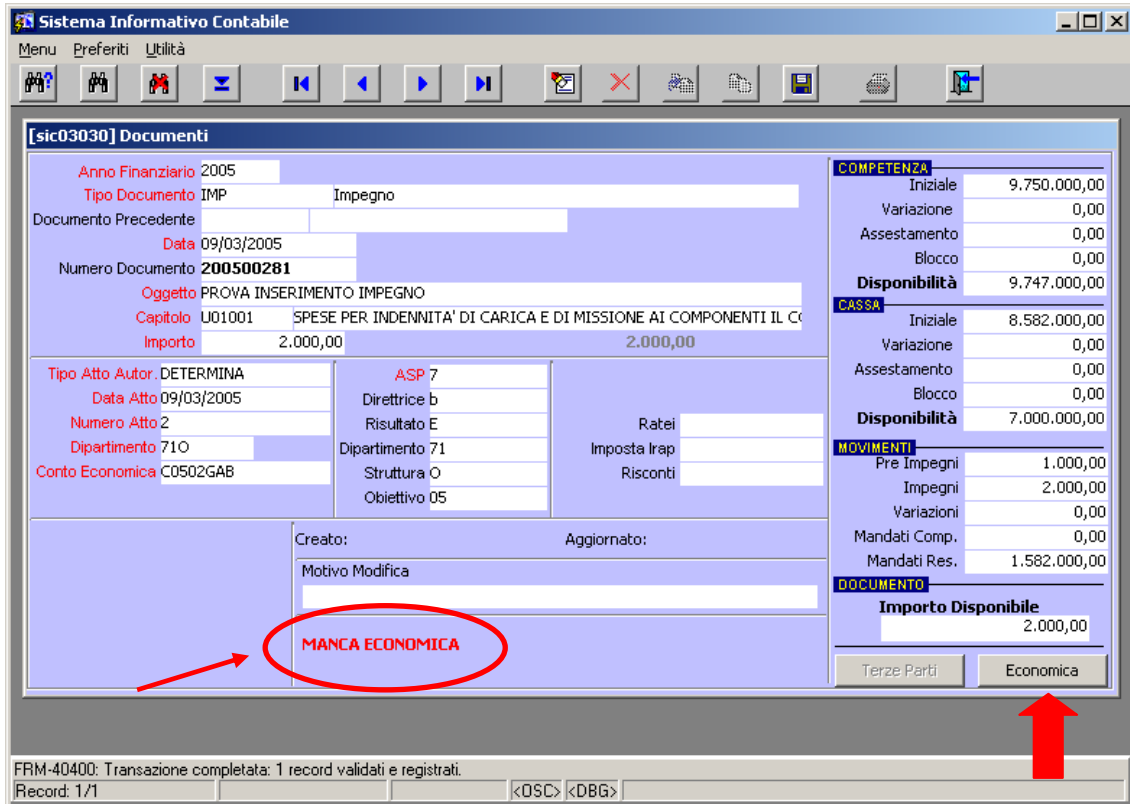 Sistema Informativo Contabile
Menu Preferiti Utilità
[sic03030] Documenti
Anno Finanziario 2005
Tipo Documento IMP Impegno
Documento Precedente
Data 09/03/2005
Numero Documento 200500281
Oggetto PROVA INSERIMENTO IMPEGNO
Capitolo U01001 SPESE PER INDENNITA' DI CARICA E DI MISSIONE AI COMPONENTI IL CO
Importo 2.000,00 2.000,00
Tipo Atto Autor. DETERMINA
Data Atto 09/03/2005
Numero Atto 2
Dipartimento 71O
Conto Economica C0502GAB
ASP 7
Direttrice b
Risultato E
Dipartimento 71
Struttura O
Obiettivo 05
Ratei
Imposta Irap
Risconti
Creato: Aggiornato:
Motivo Modifica
MANCA ECONOMICA
COMPETENZA
Iniziale 9.750.000,00
Variazione 0,00
Assestamento 0,00
Blocco 0,00
Disponibilità 9.747.000,00
CASSA
Iniziale 8.582.000,00
Variazione 0,00
Assestamento 0,00
Blocco 0,00
Disponibilità 7.000.000,00
MOVIMENTI
Pre Impegni 1.000,00
Impegni 2.000,00
Variazioni 0,00
Mandati Comp. 0,00
Mandati Res. 1.582.000,00
DOCUMENTO
Importo Disponibile
2.000,00
Terze Parti Economica
FRM-40400: Transazione completata: 1 record validati e registrati.
Record: 1/1 <OSC> <DBG>